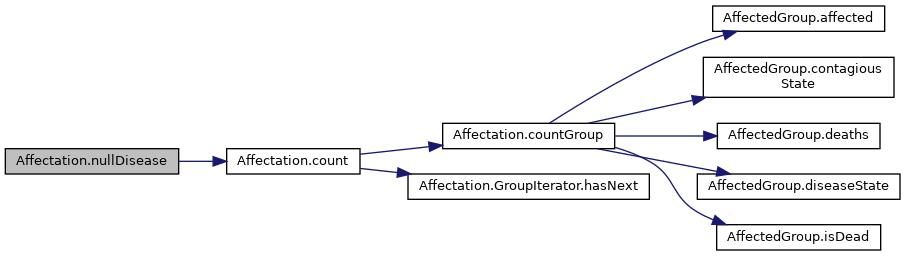 Affectation.nullDisease
Affectation.count
Affectation.countGroup
Affectation.GroupIterator.hasNext
AffectedGroup.affected
AffectedGroup.contagious
State
AffectedGroup.deaths
AffectedGroup.diseaseState
AffectedGroup.isDead